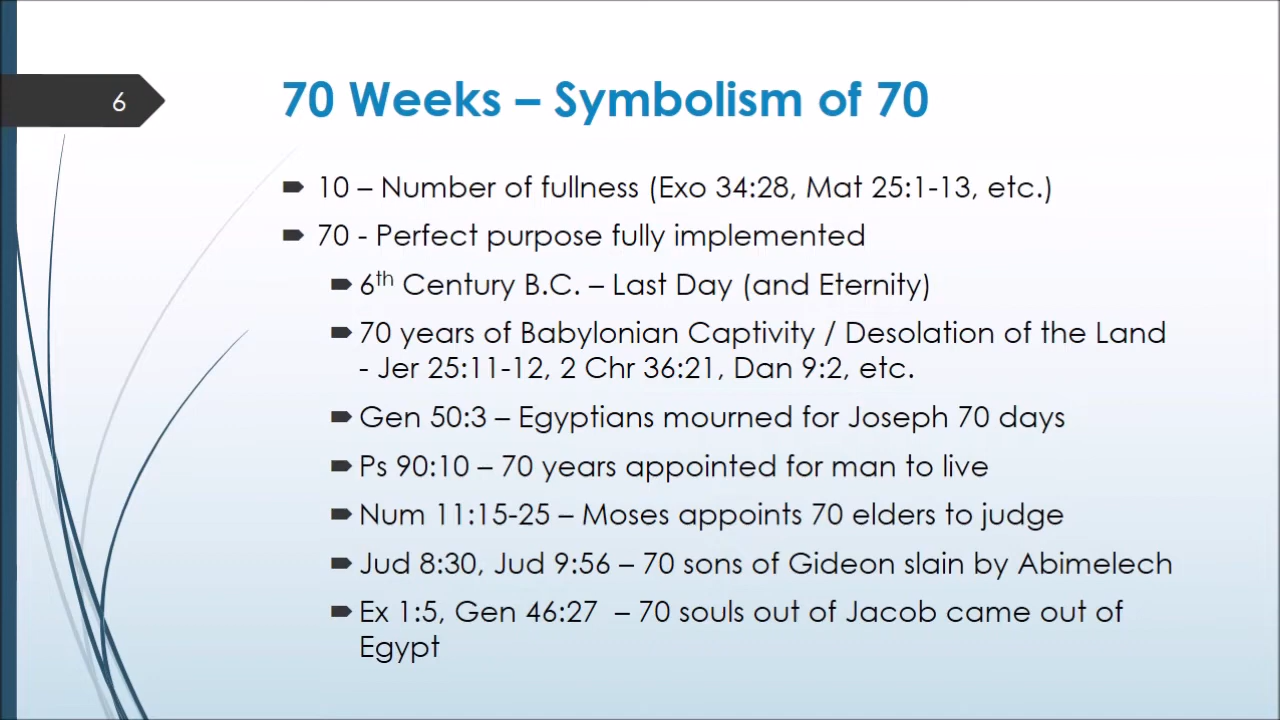 6
70 Weeks – Symbolism of 70
10 – Number of fullness (Exo 34:28, Mat 25:1-13, etc.)
70 - Perfect purpose fully implemented
6th Century B.C. – Last Day (and Eternity)
70 years of Babylonian Captivity / Desolation of the Land
- Jer 25:11-12, 2 Chr 36:21, Dan 9:2, etc.
Gen 50:3 – Egyptians mourned for Joseph 70 days
Ps 90:10 – 70 years appointed for man to live
Num 11:15-25 – Moses appoints 70 elders to judge
Jud 8:30, Jud 9:56 – 70 sons of Gideon slain by Abimelech
Ex 1:5, Gen 46:27 – 70 souls out of Jacob came out of
Egypt